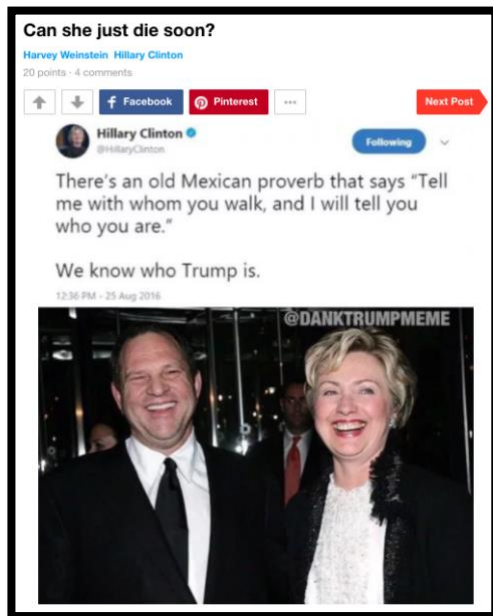 Can she just die soon?
Harvey Weinstein Hillary Clinton
20 points · 4 comments
f Facebook Pinterest ... Next Post
Hillary Clinton
@HillaryClinton
Following
There's an old Mexican proverb that says "Tell
me with whom you walk, and I will tell you
who you are."
We know who Trump is.
12:36 PM - 25 Aug 2016
@DANKTRUMPMEME